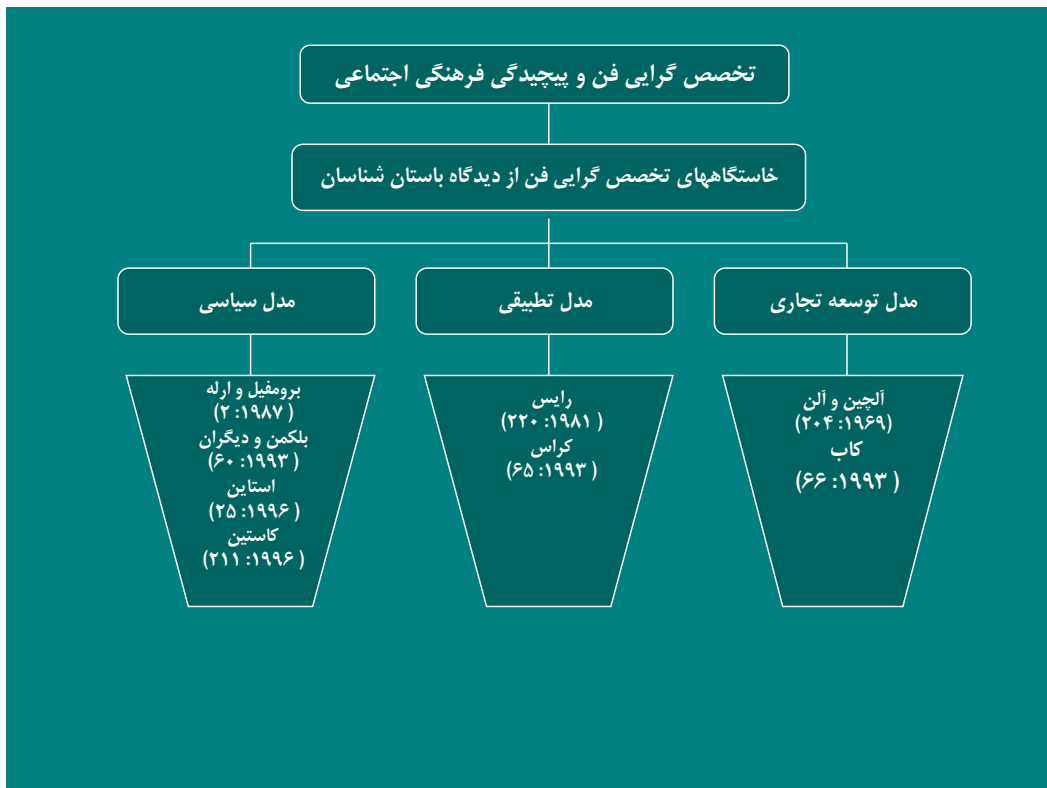 تخصص گرایی فن و پیچیدگی فرهنگی اجتماعی
خاستگاههای تخصص گرایی فن از دیدگاه باستان شناسان
مدل توسعه تجاری
مدل تطبیقی
مدل سیاسی
آلچین و آلن
(۱۹۶۹: ۲۰۴)
کاب
( ۱۹۹۳: ۶۶)
رایس
( ۱۹۸۱: ۲۲۰)
کراس
( ۱۹۹۳: ۶۵)
برومفیل و ارله
( ۱۹۸۷: ۲)
بلکمن و دیگران
( ۱۹۹۳: ۶۰)
استاین
( ۱۹۹۶: ۲۵)
کاستین
( ۱۹۹۶: ۲۱۱)